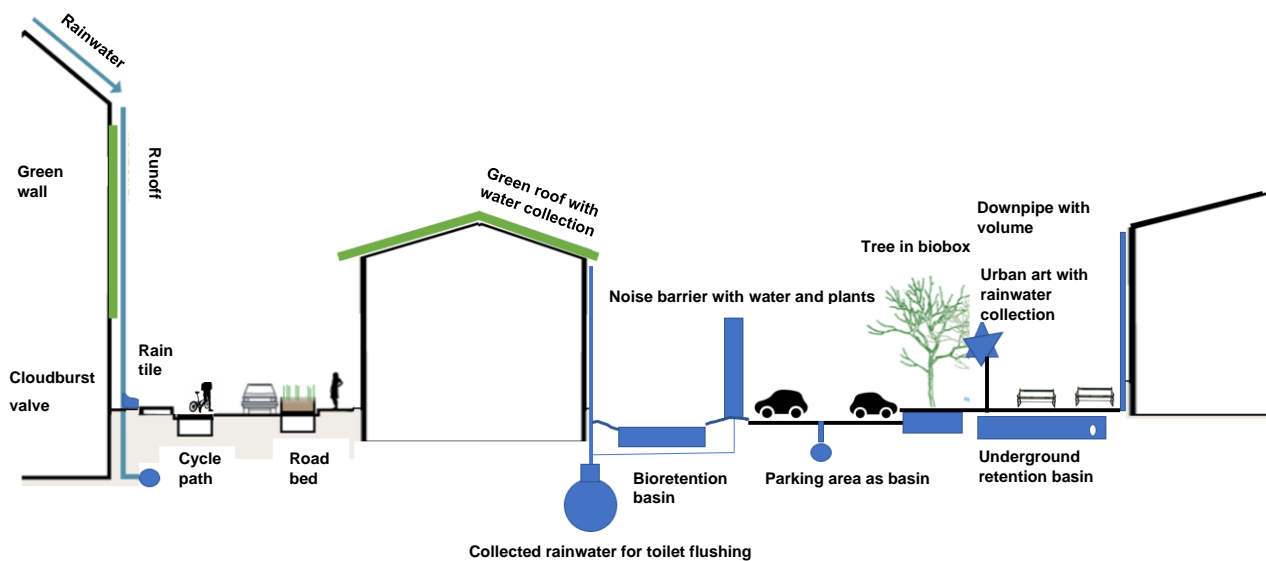 Rainwater
Runoff
Green
wall
Green roof with
water collection
Downpipe with
volume
Tree in biobox
Urban art with
rainwater
collection
Noise barrier with water and plants
Rain
tile
Cloudburst
valve
Cycle
path
Road
bed
Bioretention
basin
Parking area as basin
Underground
retention basin
Collected rainwater for toilet flushing